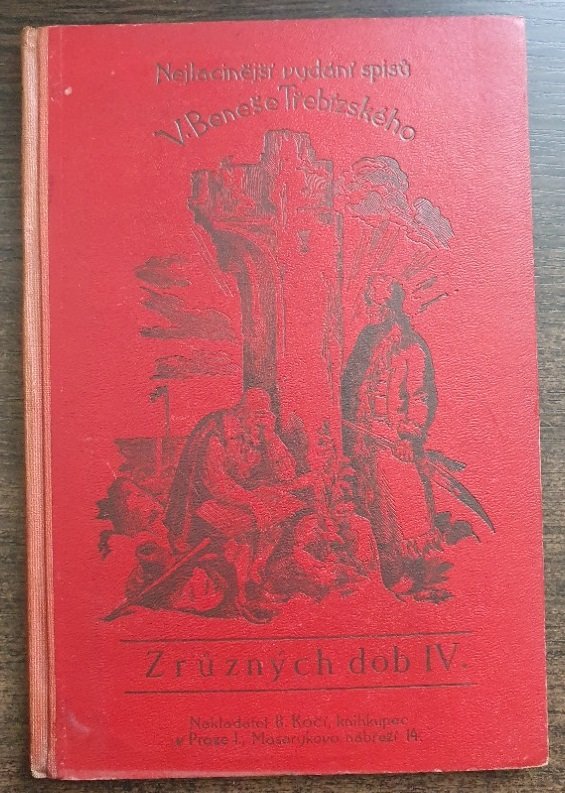 Nejlacinější vydání spisů
V. Beneše Třebízského
Z různých dob IV.
Nakladatel B. Kočí, knihkupec
v Praze I., Masarykovo nábřeží 14.